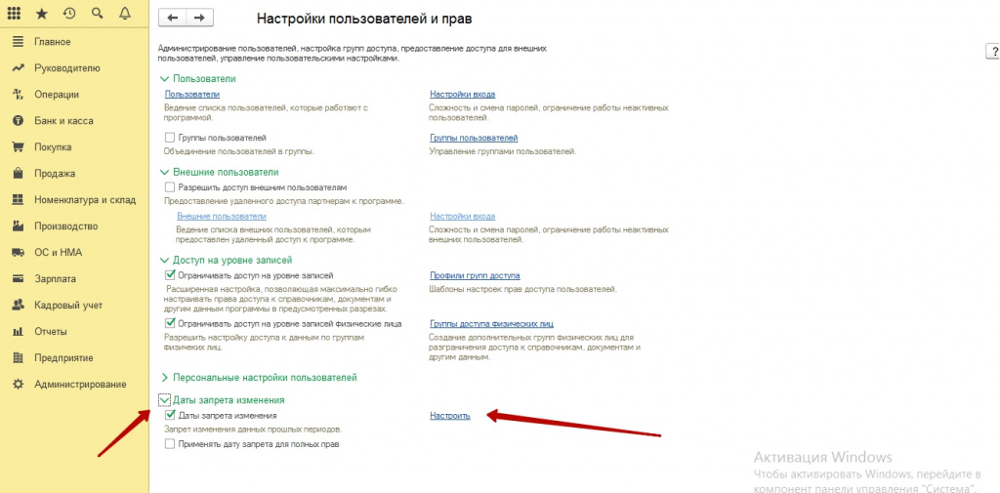 Настройки пользователей и прав
Главное
Руководителю
Операции
Банк и касса
Покупка
Продажа
Номенклатура и склад
Производство
ОС и НМА
Зарплата
Кадровый учет
Отчеты
Предприятие
Администрирование
Администрирование пользователей, настройка групп доступа, предоставление доступа для внешних
пользователей, управление пользовательскими настройками.
?
Пользователи
Пользователи
Ведение списка пользователей, которые работают с
программой.
Настройки входа
Сложность и смена паролей, ограничение работы неактивных
пользователей.
Группы пользователей
Объединение пользователей в группы.
Группы пользователей
Управление группами пользователей.
Внешние пользователи
Разрешить доступ внешним пользователям
Предоставление удаленного доступа партнерам к программе.
Внешние пользователи
Ведение списка внешних пользователей, которым
предоставлен удаленный доступ к программе.
Настройки входа
Сложность и смена паролей, ограничение работы неактивных
внешних пользователей.
Доступ на уровне записей
Ограничивать доступ на уровне записей
Расширенная настройка, позволяющая максимально гибко
настраивать права доступа к справочникам, документам и
другим данным программы в предусмотренных разрезах.
Профили групп доступа
Шаблоны настроек прав доступа пользователей.
Ограничивать доступ на уровне записей физические лица
Разрешить настройку доступа к данным по группам
физичеких лиц.
Группы доступа физических лиц
Создание дополнительных групп физических лиц для
разграничения доступа к справочникам, документам и
другим данным.
Персональные настройки пользователей
Даты запрета изменения
Даты запрета изменения
Запрет изменения данных прошлых периодов.
Настроить
Применять дату запрета для полных прав
Активация Windows
Чтобы активировать Windows, перейдите в
компонент панели управления "Система".